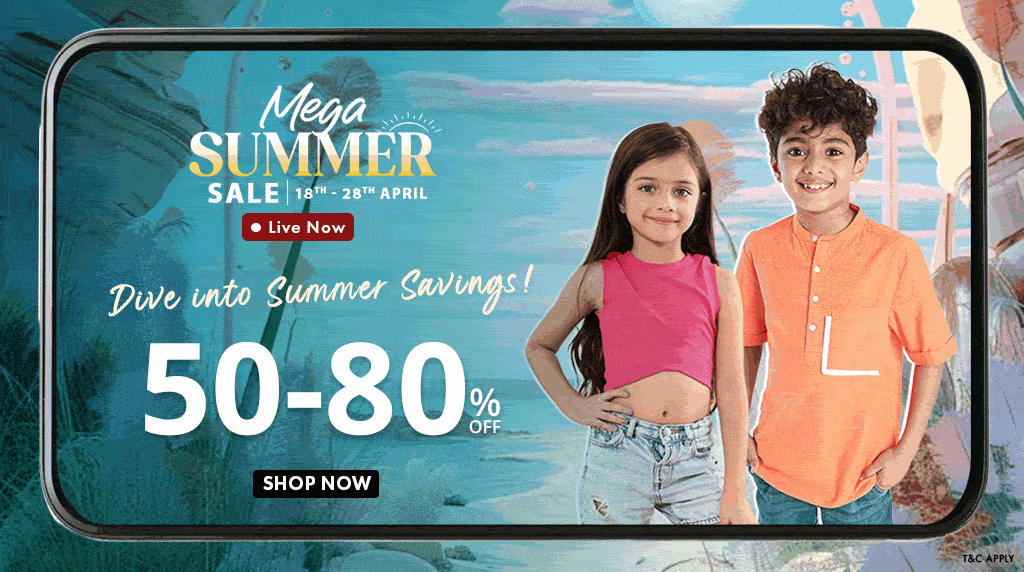 Mega
SUMMER
SALE | 18TH - 28TH APRIL
Live Now
Dive into Summer Savings!
50-80% OFF
SHOP NOW
T&C APPLY